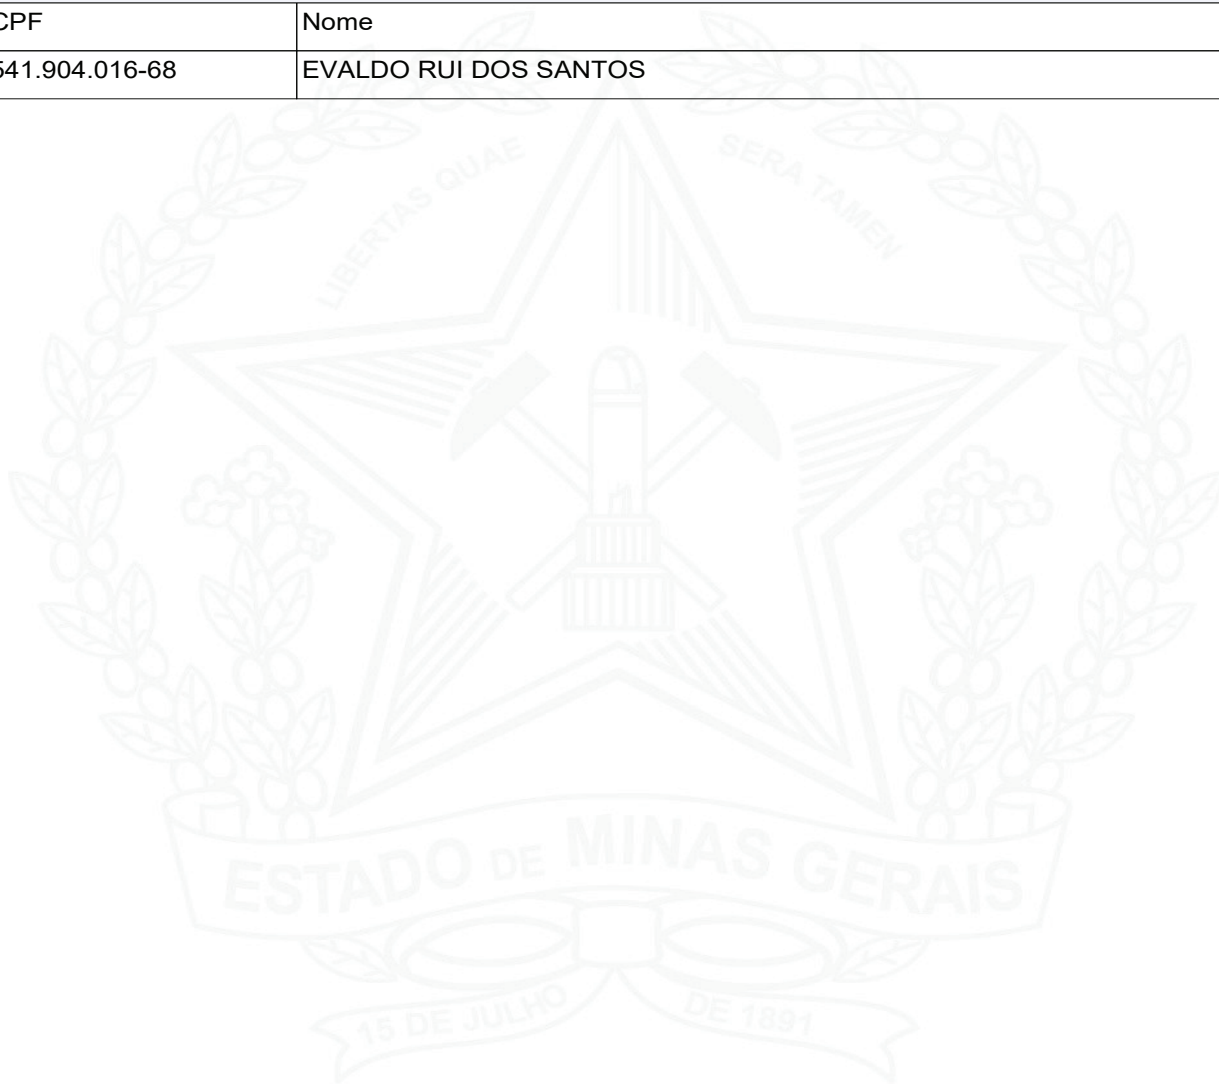 CPF Nome
541.904.016-68 EVALDO RUI DOS SANTOS
LIBERTAS QUAE SERA TAMEN
ESTADO DE MINAS GERAIS
15 DE JULHO DE 1891